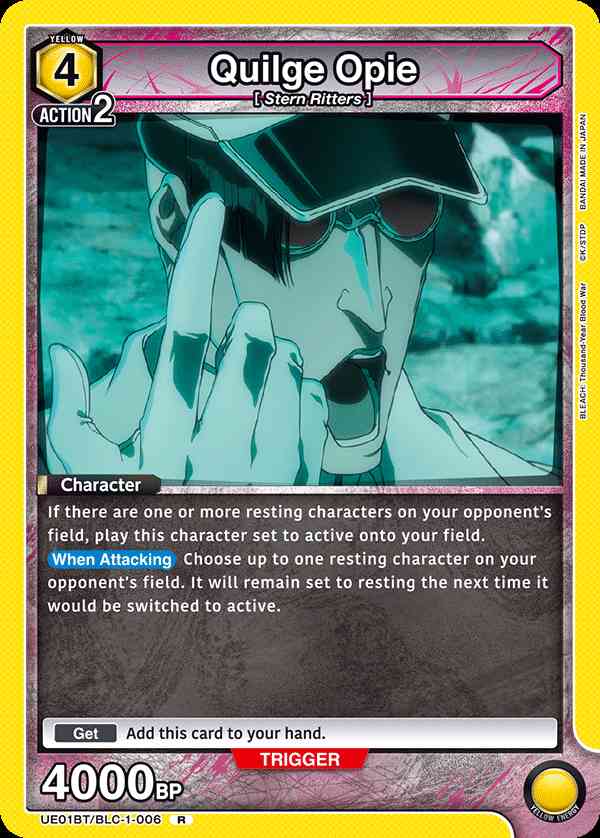 YELLOW
4
ACTION 2
Quilge Opie
[ Stern Ritters ]
BLEACH: Thousand-Year Blood War ©K/STDP BANDAI MADE IN JAPAN
Character
If there are one or more resting characters on your opponent's
field, play this character set to active onto your field.
When Attacking Choose up to one resting character on your
opponent's field. It will remain set to resting the next time it
would be switched to active.
Get Add this card to your hand.
TRIGGER
4000BP
UE01BT/BLC-1-006 R
YELLOW ENERGY